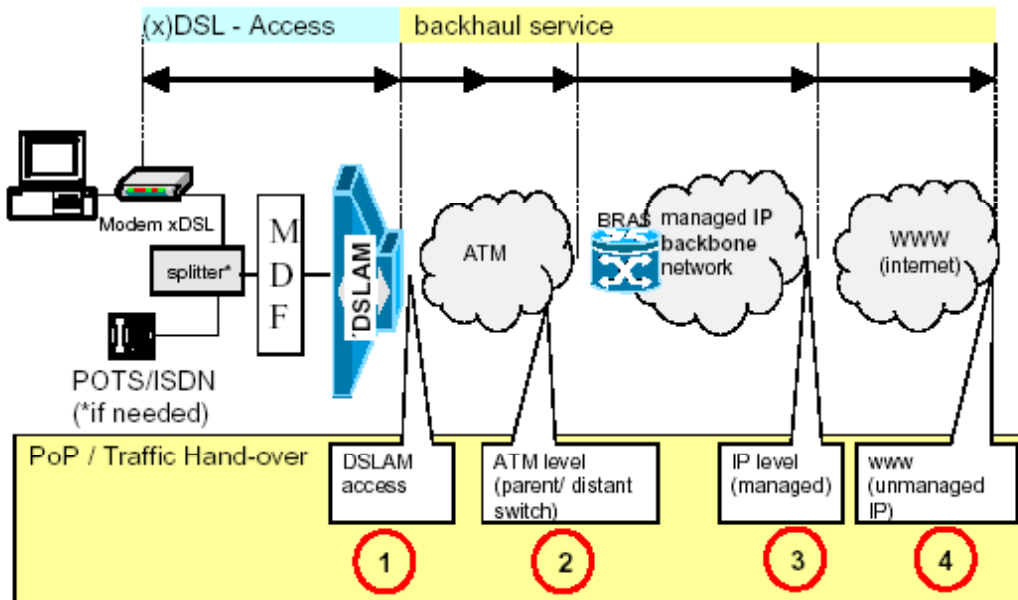 (x)DSL - Access
backhaul service
Modem xDSL
splitter*
POTS/ISDN
(*if needed)
M
D
F
DSLAM
ATM
BRAS
managed IP
backbone
network
WWW
(internet)
PoP / Traffic Hand-over
DSLAM
access
ATM level
(parent/ distant
switch)
IP level
(managed)
www
(unmanaged
IP)
1
2
3
4